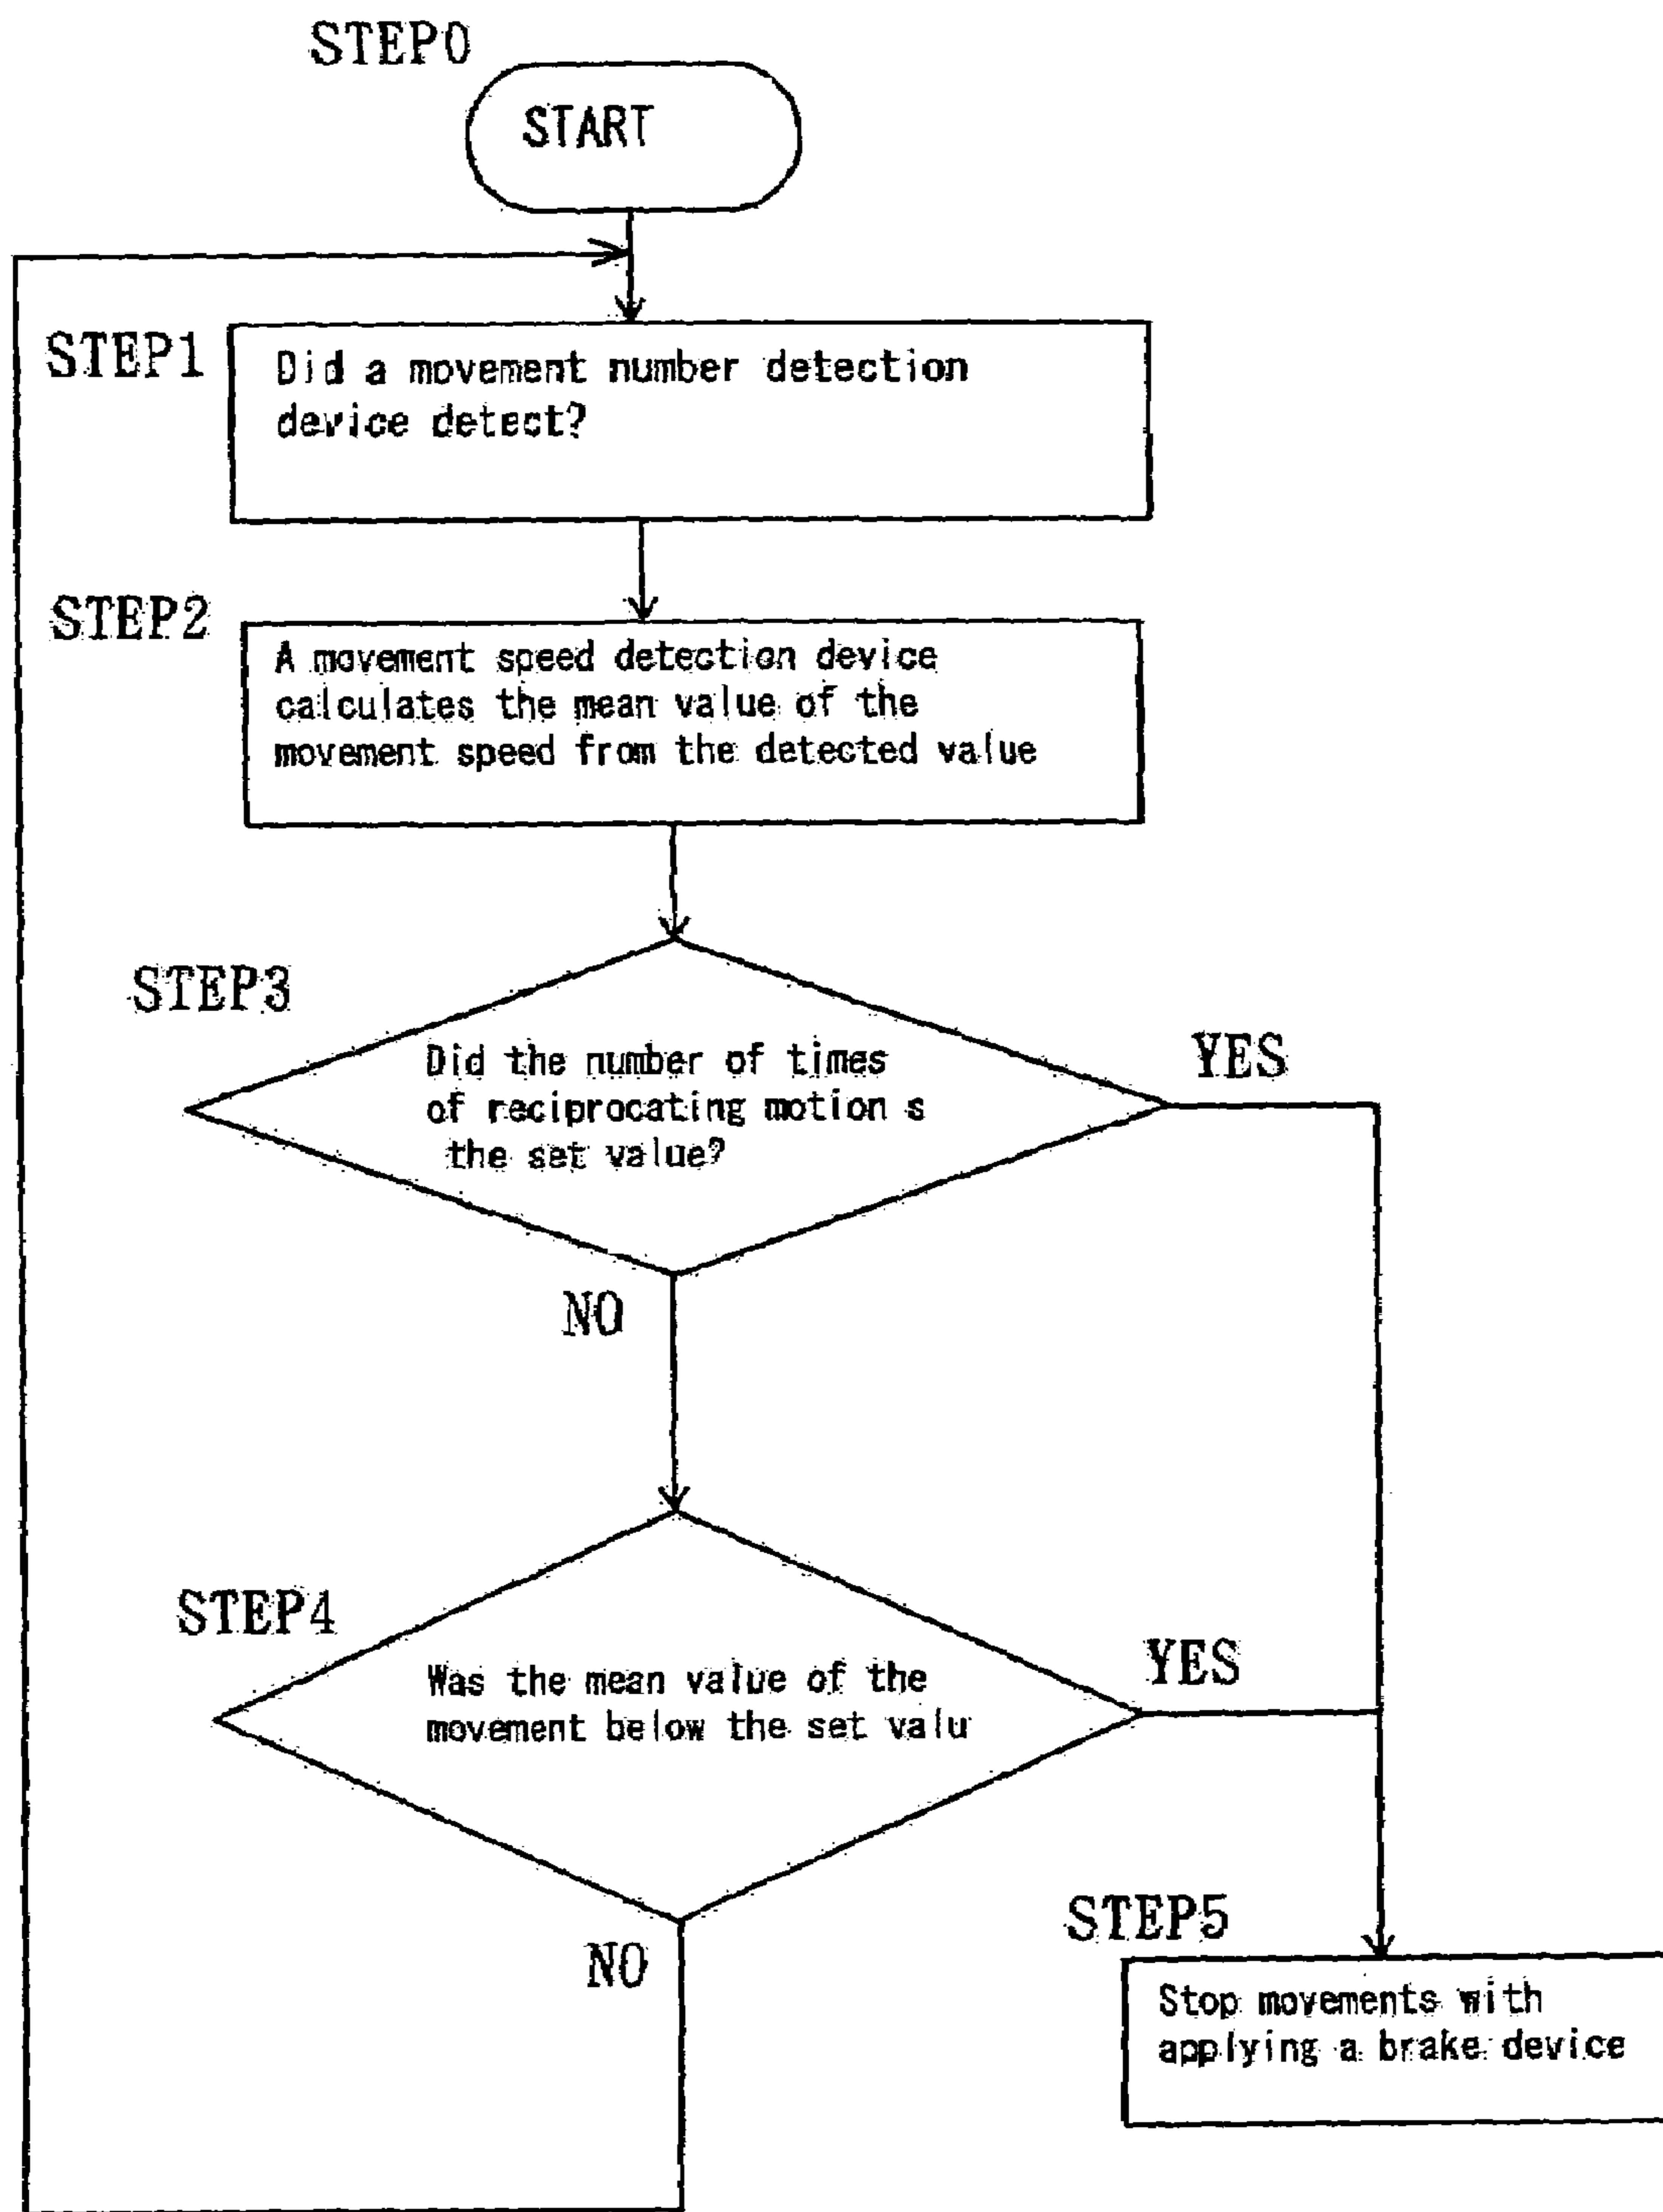 STEP0
START
STEP1
Did a movement number detection
device detect?
STEP2
A movement speed detection device
calculates the mean value of the
movement speed from the detected value
STEP3
Did the number of times
of reciprocating motion s
the set value?
YES
NO
STEP4
Was the mean value of the
movement below the set valu
YES
NO
STEP5
Stop movements with
applying a brake device